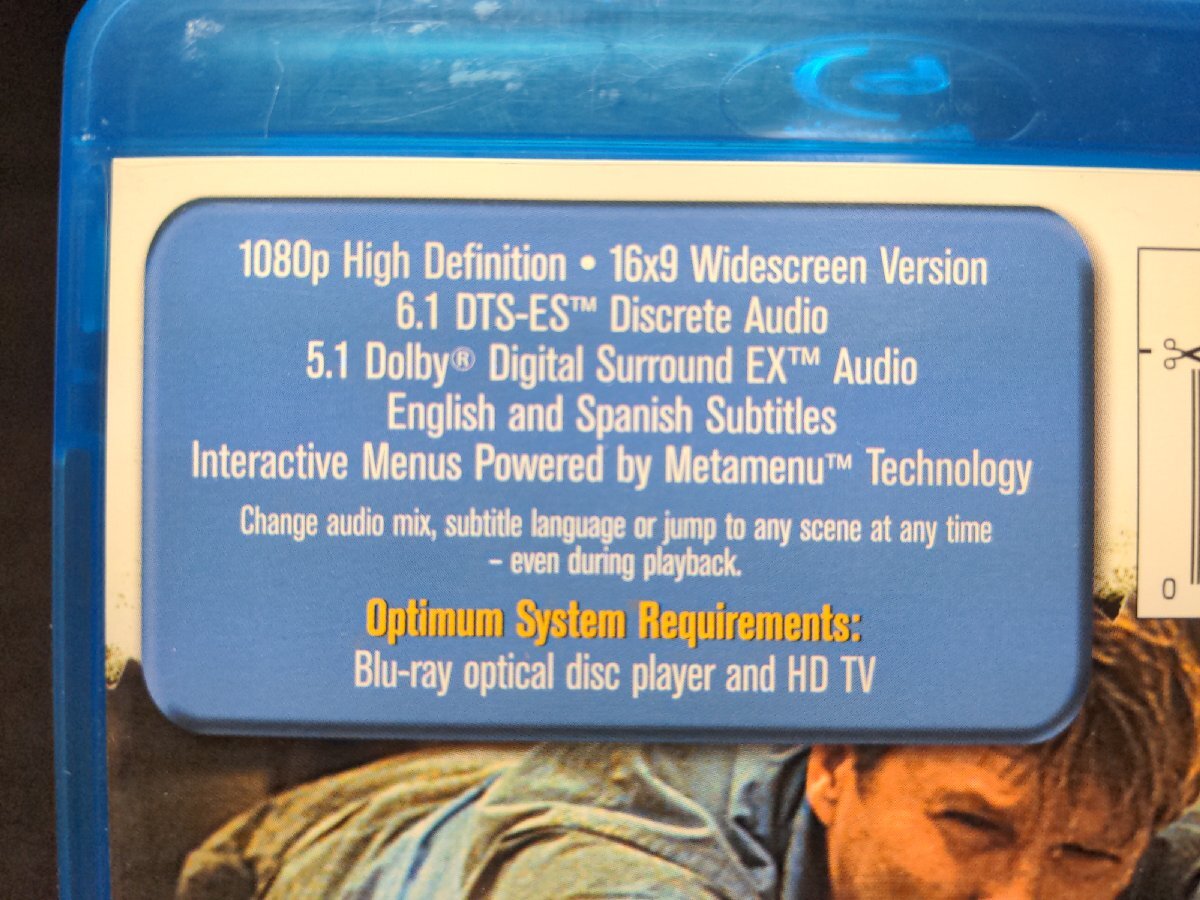 1080p High Definition • 16x9 Widescreen Version
6.1 DTS-ES™ Discrete Audio
5.1 Dolby® Digital Surround EX™ Audio
English and Spanish Subtitles
Interactive Menus Powered by Metamenu™ Technology
Change audio mix, subtitle language or jump to any scene at any time
– even during playback.
Optimum System Requirements:
Blu-ray optical disc player and HD TV
0